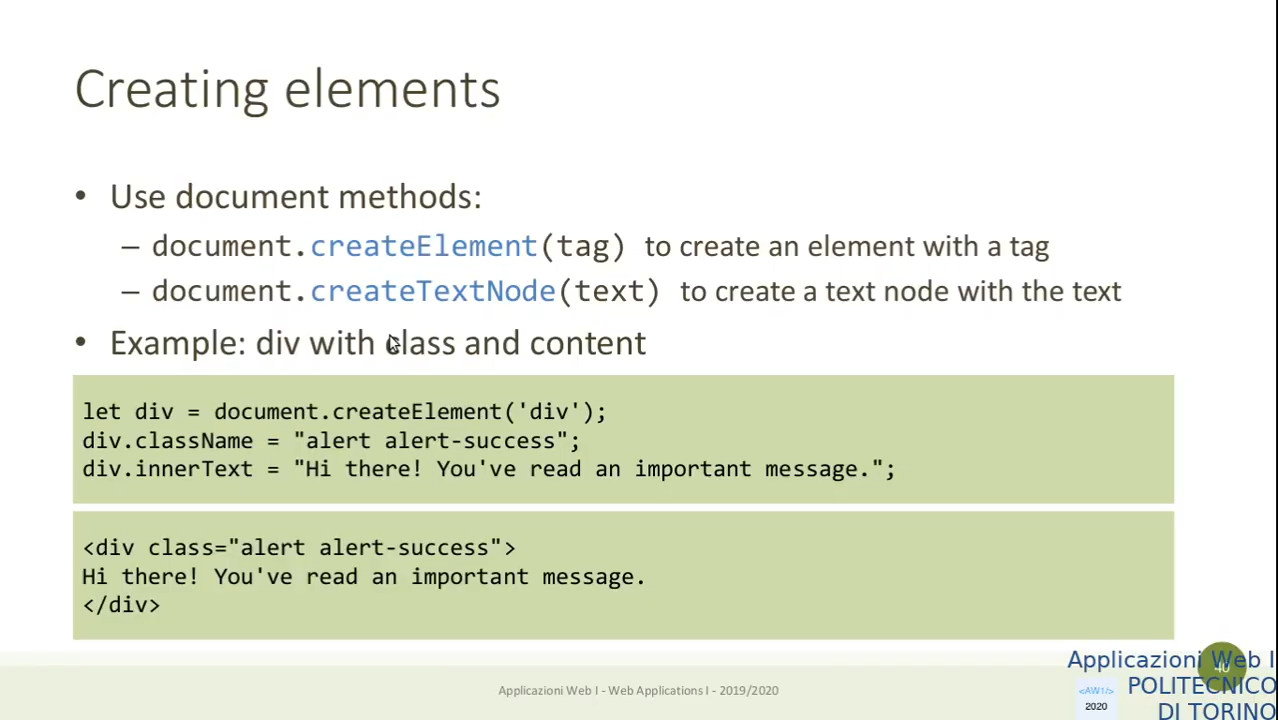 Creating elements
• Use document methods:
– document.createElement(tag) to create an element with a tag
– document.createTextNode(text) to create a text node with the text
• Example: div with class and content
let div = document.createElement('div');
div.className = "alert alert-success";
div.innerText = "Hi there! You've read an important message.";
<div class="alert alert-success">
Hi there! You've read an important message.
</div>
Applicazioni Web I - Web Applications I - 2019/2020
40
Applicazioni Web I
POLITECNICO
DI TORINO
<AW1/>
2020